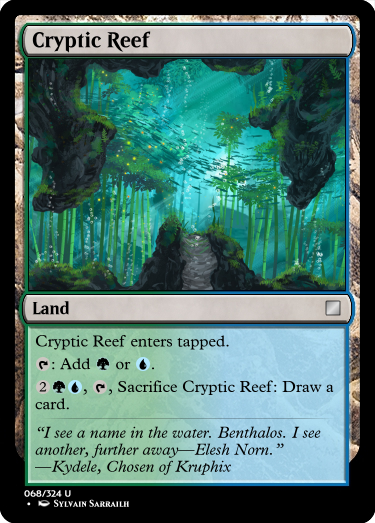 Cryptic Reef
Land
Cryptic Reef enters tapped.
: Add or .
2 , , Sacrifice Cryptic Reef: Draw a
card.
“I see a name in the water. Benthalos. I see
another, further away—Elesh Norn.”
—Kydele, Chosen of Kruphix
068/324 U
• Sylvain Sarrailh